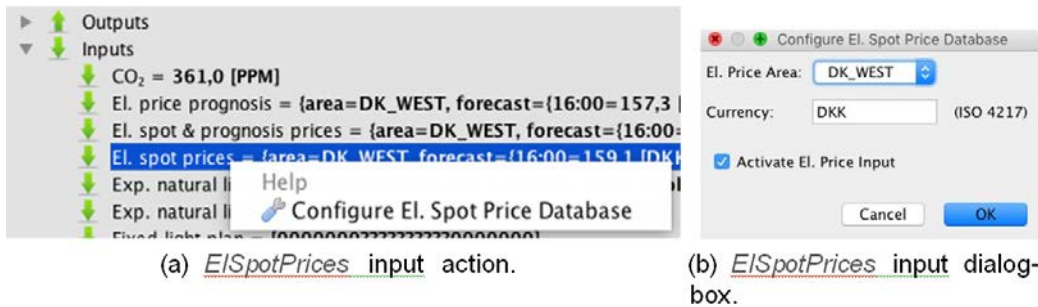 Outputs
Inputs
CO₂ = 361,0 [PPM]
El. price prognosis = {area=DK_WEST, forecast={16:00=157,3
El. spot & prognosis prices = {area=DK_WEST, forecast={16:00=
El. spot prices = {area=DK_WEST, forecast={16:00=159,1 [DKK
Exp. natural li
Help
Exp. natural li
Configure El. Spot Price Database
Fixed light plan =
(a) ElSpotPrices input action.
Configure El. Spot Price Database
El. Price Area: DK_WEST
Currency: DKK (ISO 4217)
Activate El. Price Input
Cancel OK
(b) ElSpotPrices input dialog-
box.